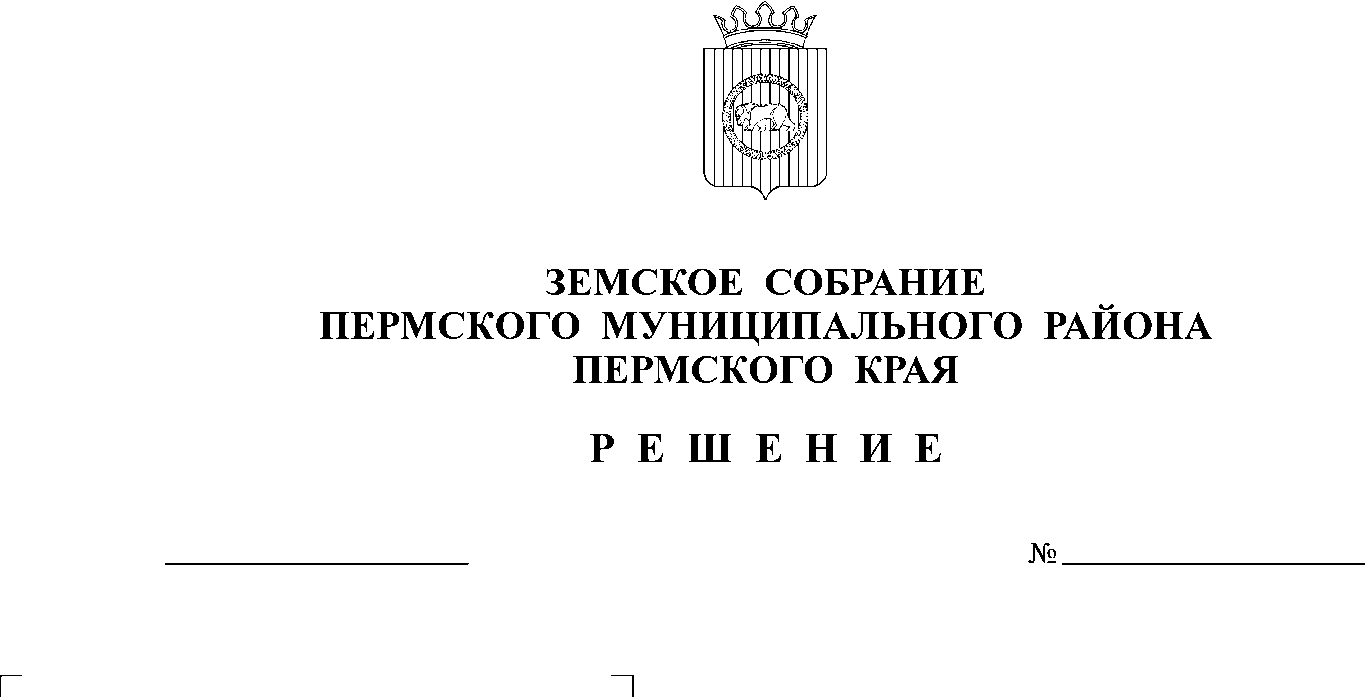 ЗЕМСКОЕ СОБРАНИЕ
ПЕРМСКОГО МУНИЦИПАЛЬНОГО РАЙОНА
ПЕРМСКОГО КРАЯ
Р Е Ш Е Н И Е
№